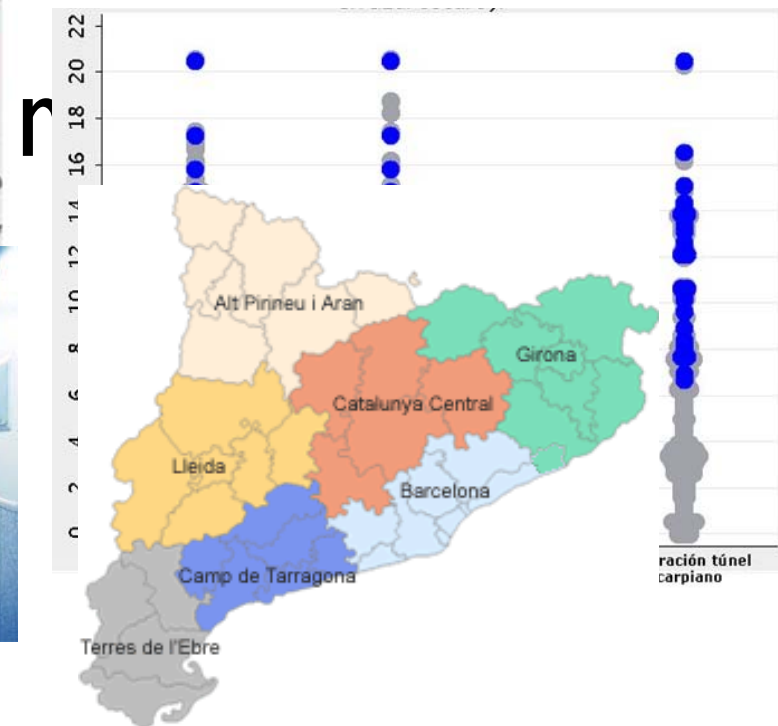 22
20
18
16
14
12
10
8
6
4
2
0
Alt Pirineu i Aran
Girona
Catalunya Central
Lleida
Barcelona
Camp de Tarragona
Terres de l'Ebre
ración túnel
carpiano